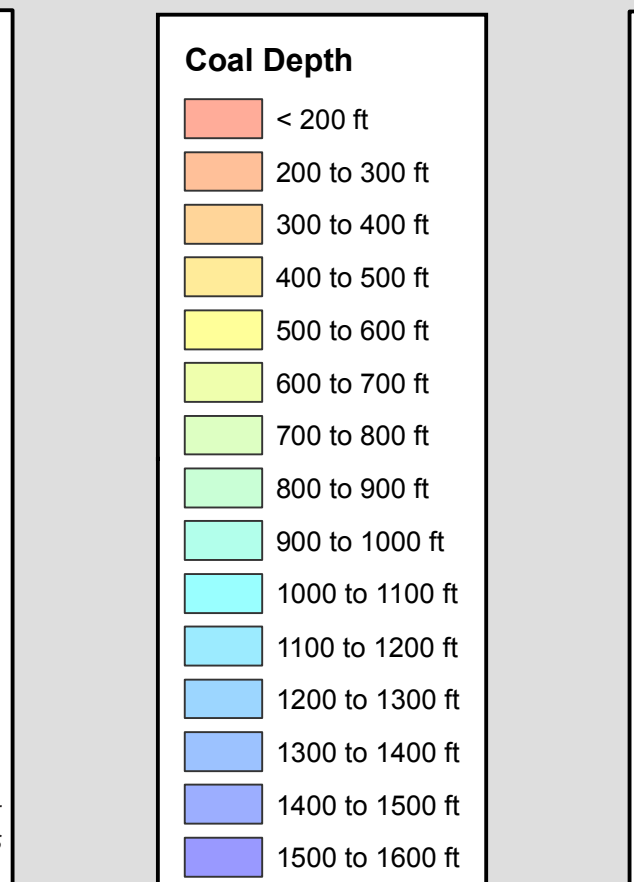 Coal Depth
< 200 ft
200 to 300 ft
300 to 400 ft
400 to 500 ft
500 to 600 ft
600 to 700 ft
700 to 800 ft
800 to 900 ft
900 to 1000 ft
1000 to 1100 ft
1100 to 1200 ft
1200 to 1300 ft
1300 to 1400 ft
1400 to 1500 ft
1500 to 1600 ft